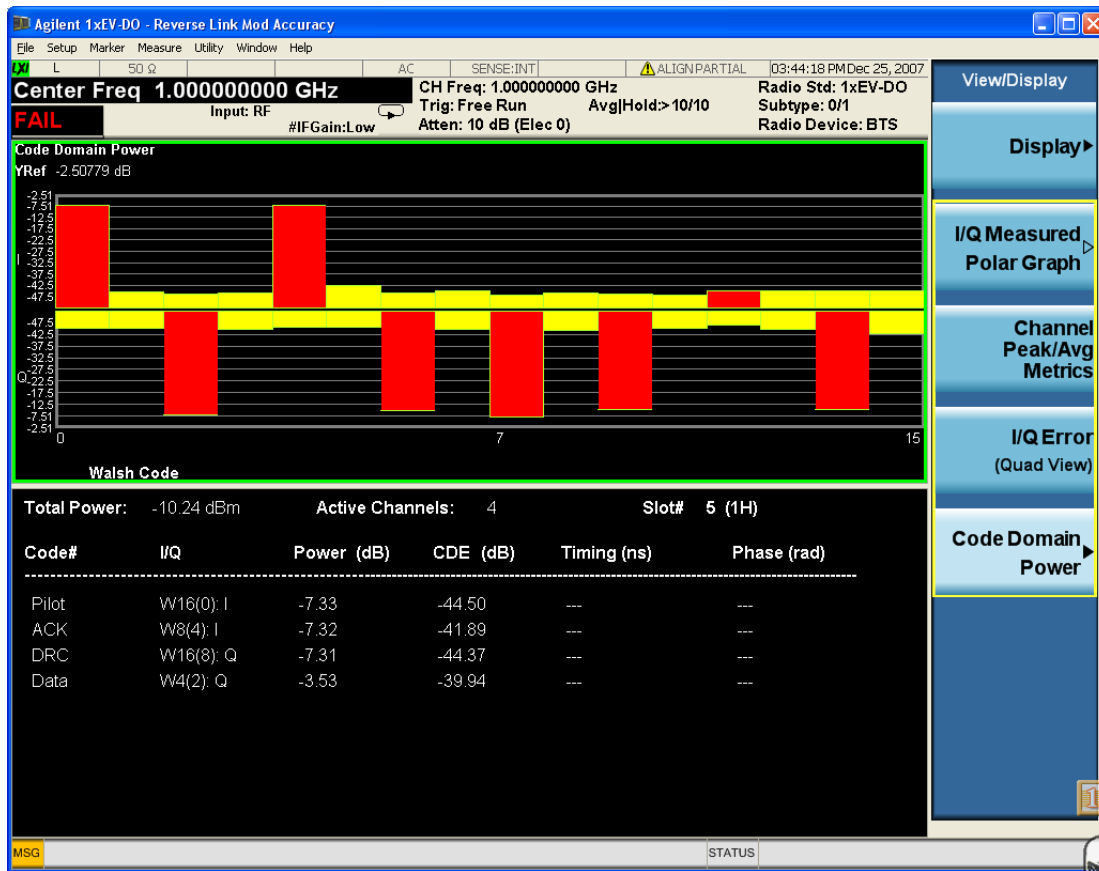 Agilent 1xEV-DO - Reverse Link Mod Accuracy
File Setup Marker Measure Utility Window Help
LXI L 50 Ω AC SENSE:INT ALIGN PARTIAL 03:44:18 PM Dec 25, 2007
Center Freq 1.000000000 GHz
CH Freq: 1.000000000 GHz Radio Std: 1xEV-DO
Input: RF Trig: Free Run Avg|Hold:> 10/10 Subtype: 0/1
FAIL #IFGain:Low Atten: 10 dB (Elec 0) Radio Device: BTS
Code Domain Power
YRef -2.50779 dB
-2.51
-7.51
-12.5
-17.5
-22.5
-27.5
I -32.5
-37.5
-42.5
-47.5
-47.5
-42.5
-37.5
-32.5
-27.5
Q -22.5
-17.5
-12.5
-7.51
-2.51
0 7 15
Walsh Code
Total Power: -10.24 dBm Active Channels: 4 Slot# 5 (1H)
Code# I/Q Power (dB) CDE (dB) Timing (ns) Phase (rad)
Pilot W16(0): I -7.33 -44.50 --- ---
ACK W8(4): I -7.32 -41.89 --- ---
DRC W16(8): Q -7.31 -44.37 --- ---
Data W4(2): Q -3.53 -39.94 --- ---
View/Display
Display
I/Q Measured
Polar Graph
Channel
Peak/Avg
Metrics
I/Q Error
(Quad View)
Code Domain
Power
1
MSG STATUS